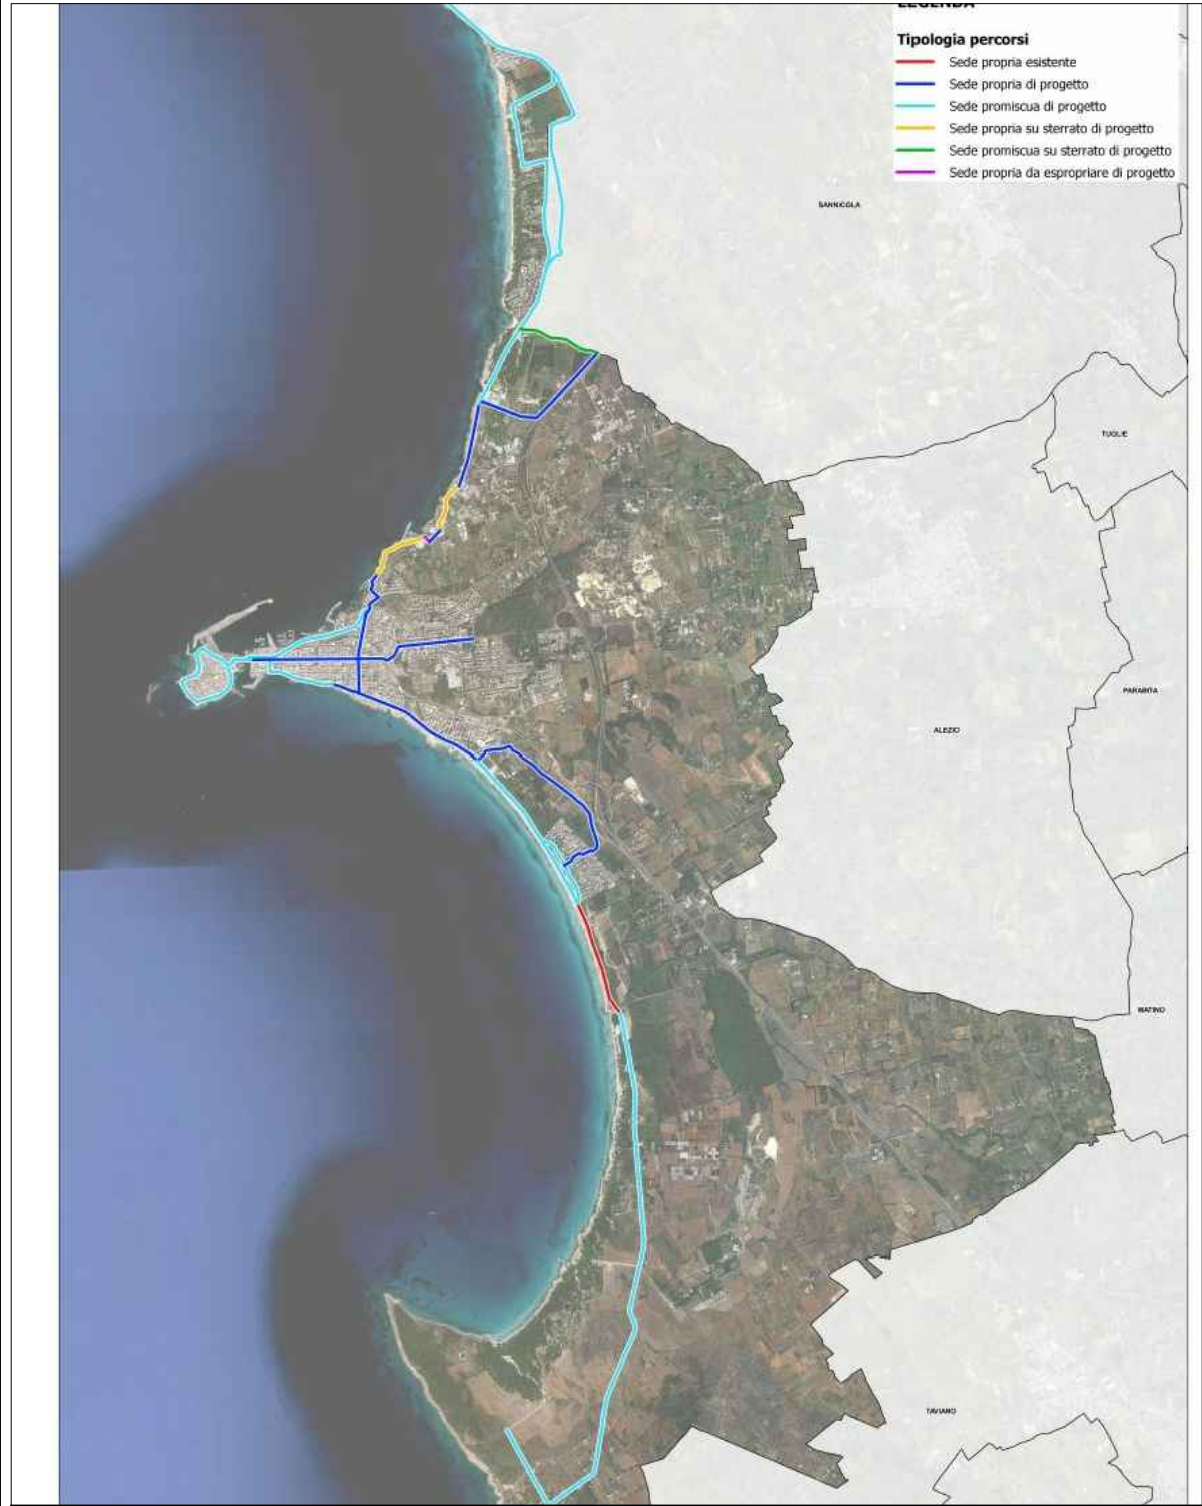 LEGENDA
Tipologia percorsi
Sede propria esistente
Sede propria di progetto
Sede promiscua di progetto
Sede propria su sterrato di progetto
Sede promiscua su sterrato di progetto
Sede propria da espropriare di progetto
SANNICOLA
TUGLIE
PARABITA
ALEZIO
MATINO
TAVIANO